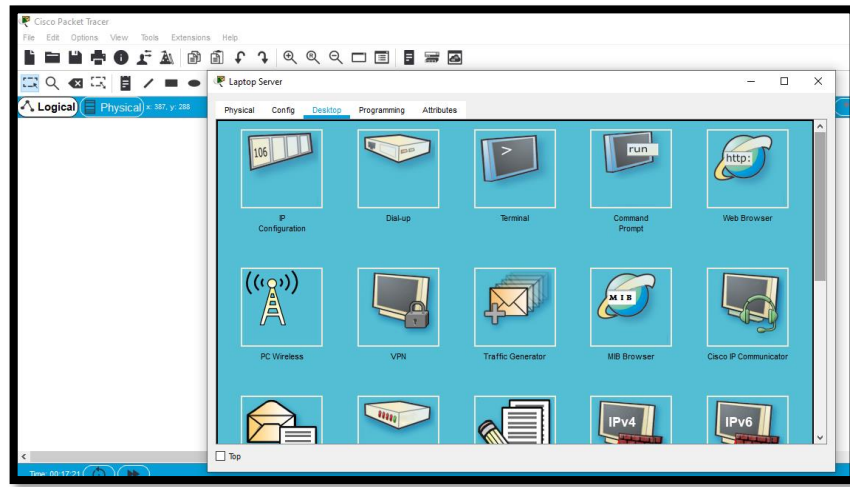 Cisco Packet Tracer
File Edit Options View Tools Extensions Help
Laptop Server
Logical Physical x: 387, y: 288
Physical Config Desktop Programming Attributes
106
>
run
http:
IP
Configuration
Dial-up
Terminal
Command
Prompt
Web Browser
MIB
PC Wireless
VPN
Traffic Generator
MIB Browser
Cisco IP Communicator
IPv4
IPv6
Top
Time: 00:17:21